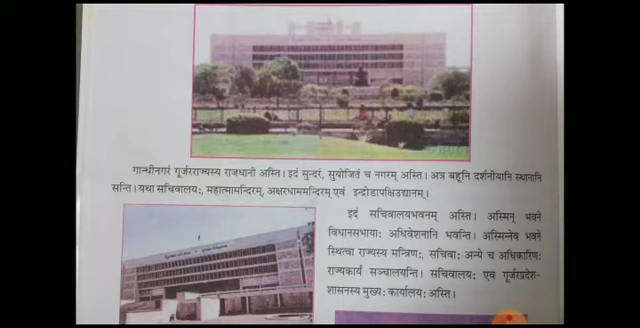 गान्धीनगरं गूर्जरराज्यस्य राजधानी अस्ति। इदं सुन्दरं, सुयोजितं च नगरम् अस्ति। अत्र बहूनि दर्शनीयानि स्थानानि
सन्ति। यथा सचिवालयः, महात्मामन्दिरम्, अक्षरधाममन्दिरम् एवं इन्द्रोडापक्षिउद्यानम्।
इदं सचिवालयभवनम् अस्ति। अस्मिन् भवने
विधानसभायाः अधिवेशनानि भवन्ति। अस्मिन्नेव भवने
स्थित्वा राज्यस्य मन्त्रिणः, सचिवाः अन्ये च अधिकारिणः
राज्यकार्यं सञ्चालयन्ति। सचिवालयः एव गूर्जरप्रदेश-
शासनस्य मुख्यः कार्यालयः अस्ति।